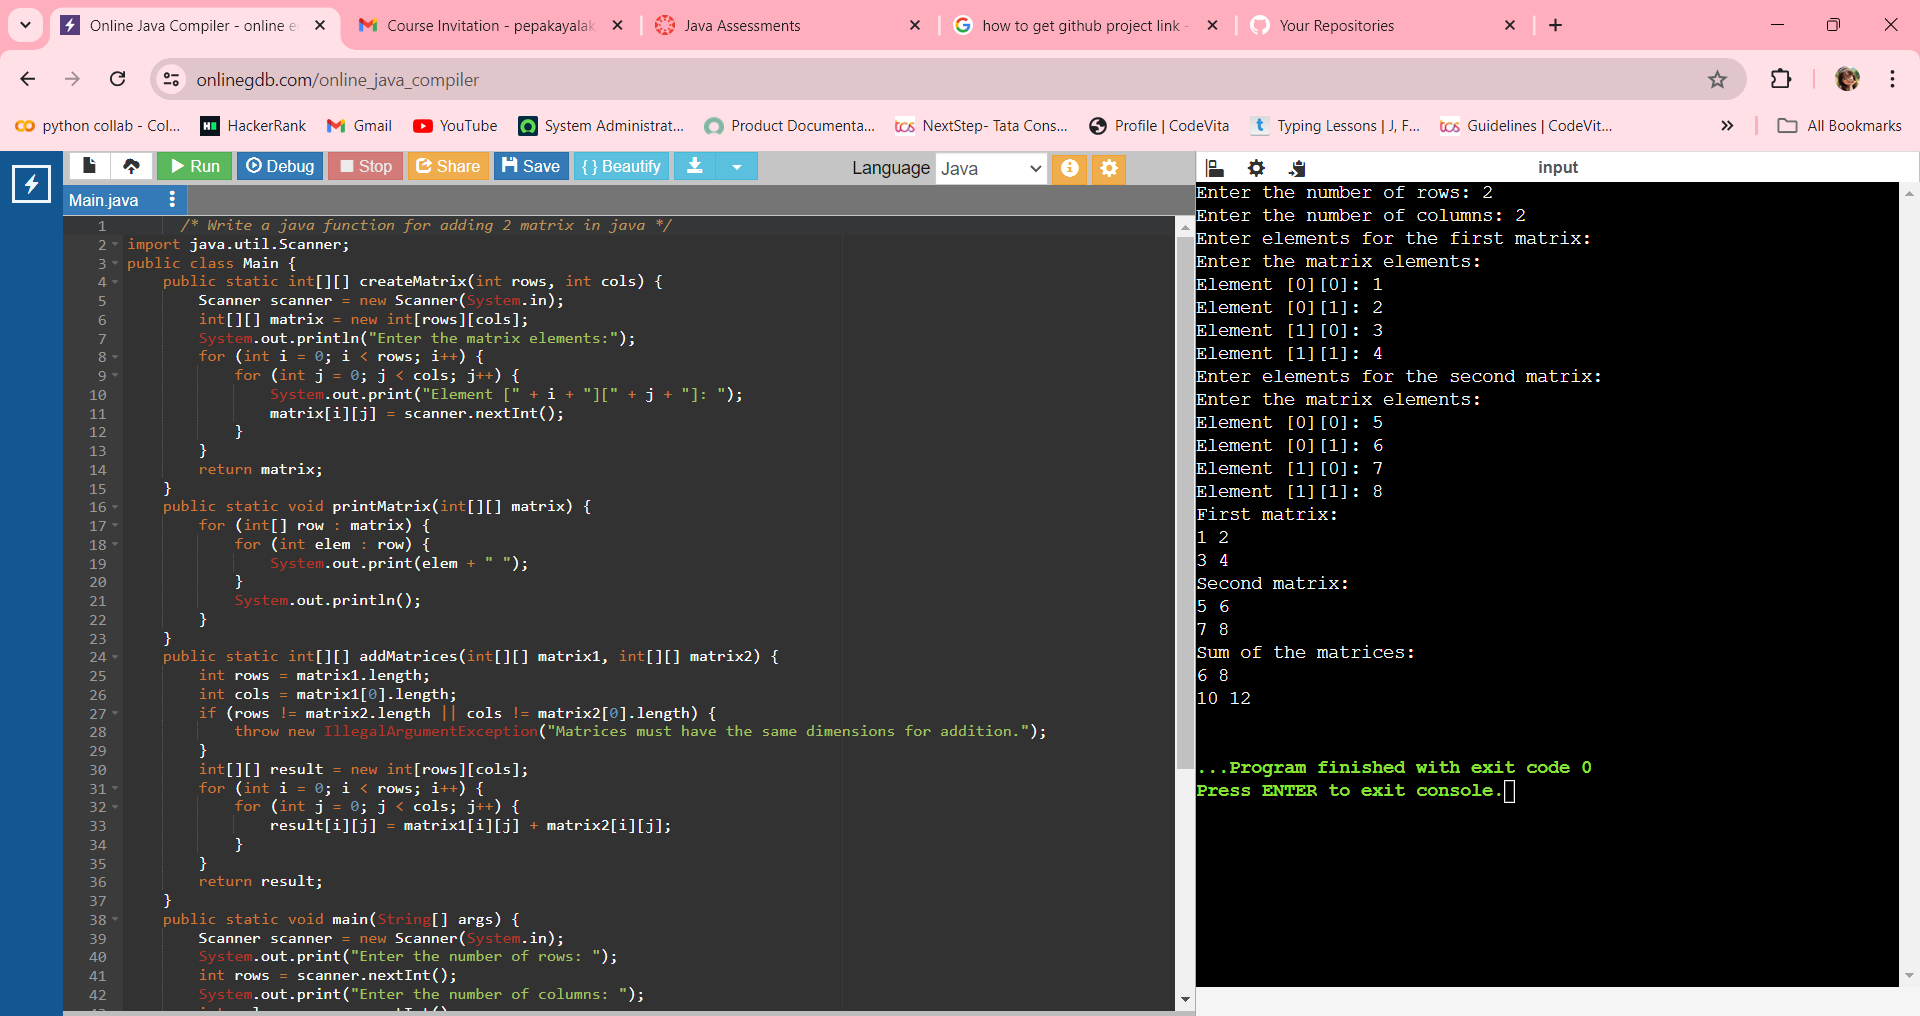 Online Java Compiler - online e
Course Invitation - pepakayalak
Java Assessments
how to get github project link -
Your Repositories
onlinegdb.com/online_java_compiler
python collab - Col...
HackerRank
Gmail
YouTube
System Administrat...
Product Documenta...
NextStep- Tata Cons...
Profile | CodeVita
Typing Lessons | J, F...
Guidelines | CodeVit...
All Bookmarks
Run
Debug
Stop
Share
Save
{ } Beautify
Language Java
input
Main.java
1 /* Write a java function for adding 2 matrix in java */
2 import java.util.Scanner;
3 public class Main {
4 public static int[][] createMatrix(int rows, int cols) {
5 Scanner scanner = new Scanner(System.in);
6 int[][] matrix = new int[rows][cols];
7 System.out.println("Enter the matrix elements:");
8 for (int i = 0; i < rows; i++) {
9 for (int j = 0; j < cols; j++) {
10 System.out.print("Element [" + i + "][" + j + "]: ");
11 matrix[i][j] = scanner.nextInt();
12 }
13 }
14 return matrix;
15 }
16 public static void printMatrix(int[][] matrix) {
17 for (int[] row : matrix) {
18 for (int elem : row) {
19 System.out.print(elem + " ");
20 }
21 System.out.println();
22 }
23 }
24 public static int[][] addMatrices(int[][] matrix1, int[][] matrix2) {
25 int rows = matrix1.length;
26 int cols = matrix1[0].length;
27 if (rows != matrix2.length || cols != matrix2[0].length) {
28 throw new IllegalArgumentException("Matrices must have the same dimensions for addition.");
29 }
30 int[][] result = new int[rows][cols];
31 for (int i = 0; i < rows; i++) {
32 for (int j = 0; j < cols; j++) {
33 result[i][j] = matrix1[i][j] + matrix2[i][j];
34 }
35 }
36 return result;
37 }
38 public static void main(String[] args) {
39 Scanner scanner = new Scanner(System.in);
40 System.out.print("Enter the number of rows: ");
41 int rows = scanner.nextInt();
42 System.out.print("Enter the number of columns: ");
Enter the number of rows: 2
Enter the number of columns: 2
Enter elements for the first matrix:
Enter the matrix elements:
Element [0][0]: 1
Element [0][1]: 2
Element [1][0]: 3
Element [1][1]: 4
Enter elements for the second matrix:
Enter the matrix elements:
Element [0][0]: 5
Element [0][1]: 6
Element [1][0]: 7
Element [1][1]: 8
First matrix:
1 2
3 4
Second matrix:
5 6
7 8
Sum of the matrices:
6 8
10 12
...Program finished with exit code 0
Press ENTER to exit console.